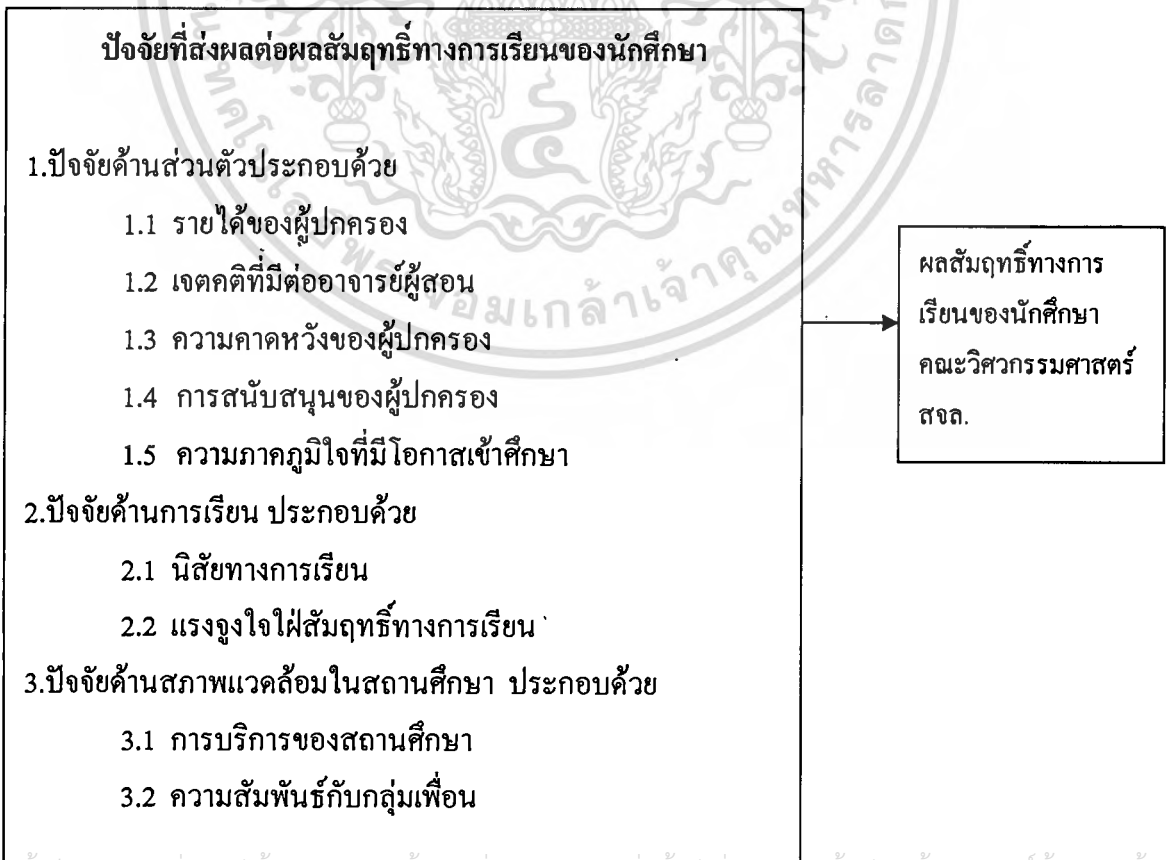 ปัจจัยที่ส่งผลต่อผลสัมฤทธิ์ทางการเรียนของนักศึกษา
1.ปัจจัยด้านส่วนตัวประกอบด้วย
1.1 รายได้ของผู้ปกครอง
1.2 เจตคติที่มีต่ออาจารย์ผู้สอน
1.3 ความคาดหวังของผู้ปกครอง
1.4 การสนับสนุนของผู้ปกครอง
1.5 ความภาคภูมิใจที่มีโอกาสเข้าศึกษา
2.ปัจจัยด้านการเรียน ประกอบด้วย
2.1 นิสัยทางการเรียน
2.2 แรงจูงใจใฝ่สัมฤทธิ์ทางการเรียน
3.ปัจจัยด้านสภาพแวดล้อมในสถานศึกษา ประกอบด้วย
3.1 การบริการของสถานศึกษา
3.2 ความสัมพันธ์กับกลุ่มเพื่อน
ผลสัมฤทธิ์ทางการ
เรียนของนักศึกษา
คณะวิศวกรรมศาสตร์
สจล.